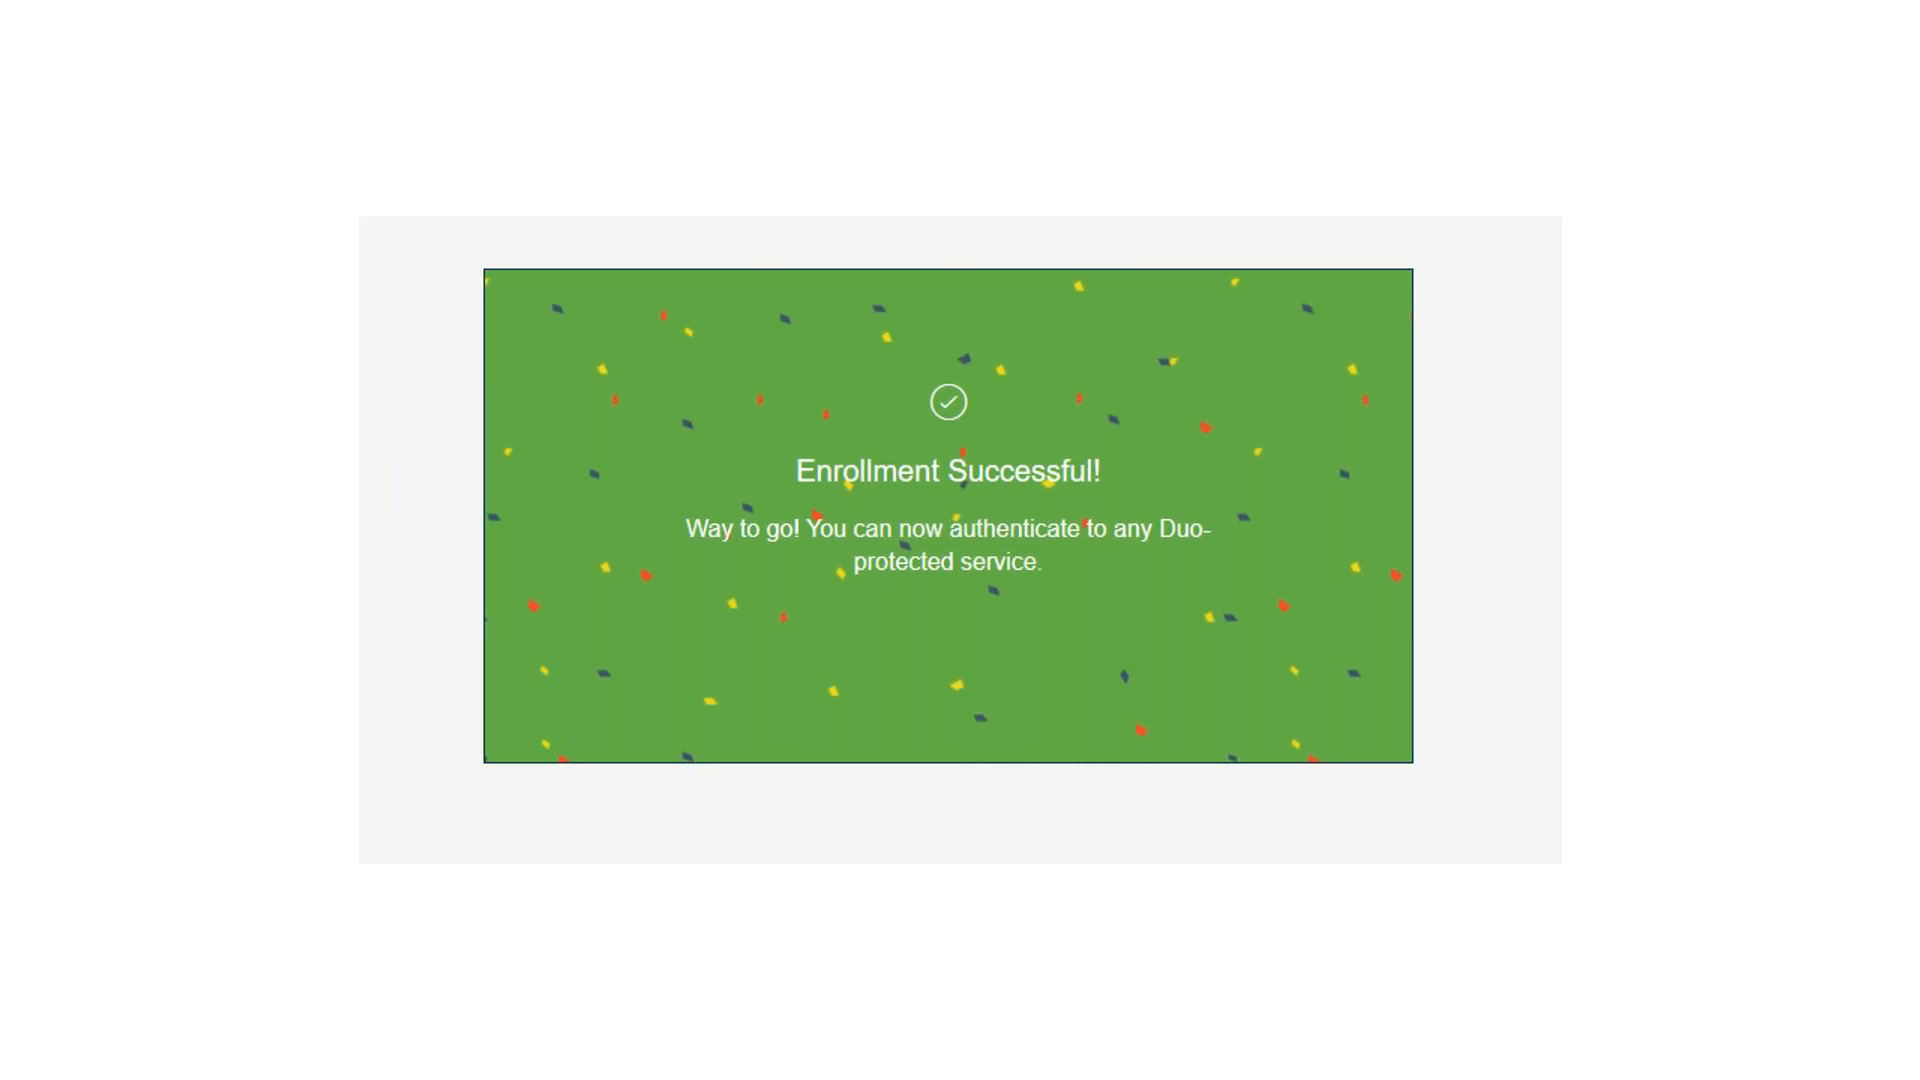 Enrollment Successful!
Way to go! You can now authenticate to any Duo-
protected service.